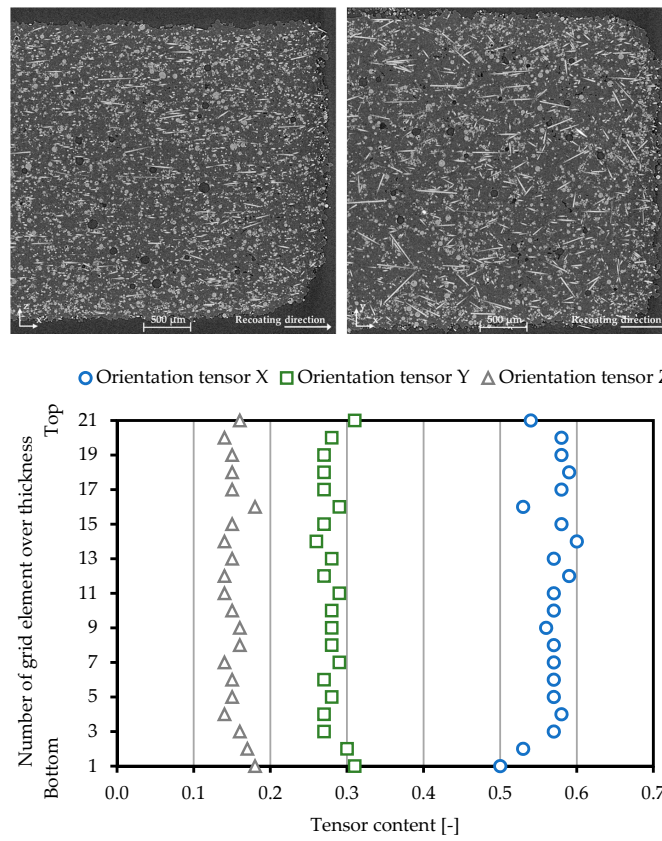 z
x
500 µm
Recoating direction
z
x
500 µm
Recoating direction
Orientation tensor X
Orientation tensor Y
Orientation tensor Z
Number of grid element over thickness
Bottom
Top
21
19
17
15
13
11
9
7
5
3
1
0.0 0.1 0.2 0.3 0.4 0.5 0.6 0.7
Tensor content [-]